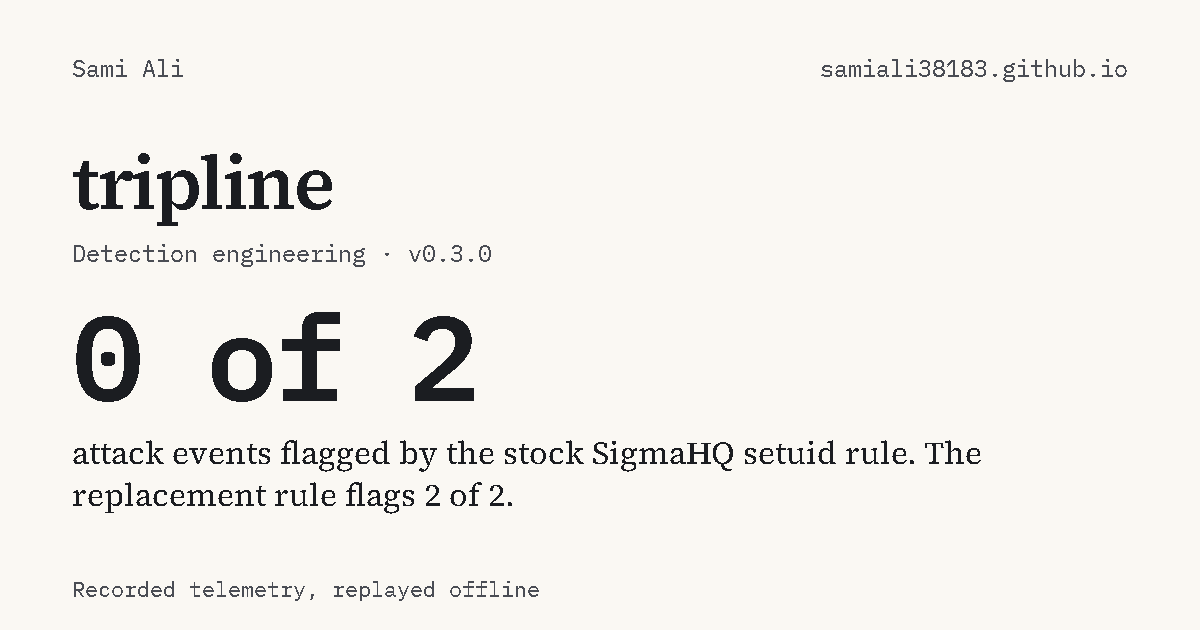 Sami Ali
samiali38183.github.io
tripline
Detection engineering · v0.3.0
0 of 2
attack events flagged by the stock SigmaHQ setuid rule. The
replacement rule flags 2 of 2.
Recorded telemetry, replayed offline